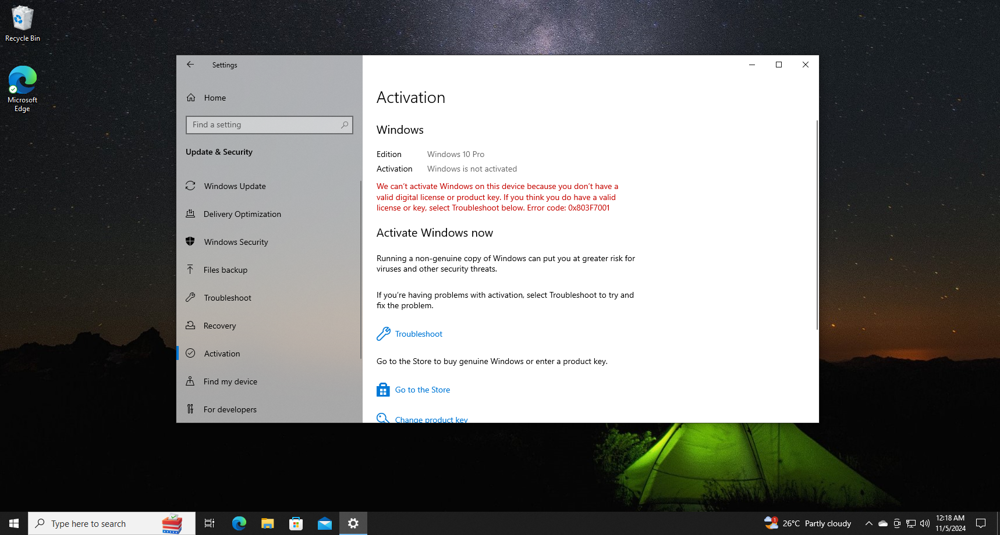 Recycle Bin
Microsoft
Edge
Settings
Home
Find a setting
Update & Security
Windows Update
Delivery Optimization
Windows Security
Files backup
Troubleshoot
Recovery
Activation
Find my device
For developers
Activation
Windows
Edition Windows 10 Pro
Activation Windows is not activated
We can’t activate Windows on this device because you don’t have a
valid digital license or product key. If you think you do have a valid
license or key, select Troubleshoot below. Error code: 0x803F7001
Activate Windows now
Running a non-genuine copy of Windows can put you at greater risk for
viruses and other security threats.
If you’re having problems with activation, select Troubleshoot to try and
fix the problem.
Troubleshoot
Go to the Store to buy genuine Windows or enter a product key.
Go to the Store
Change product key
Type here to search
1
26°C Partly cloudy
12:18 AM
11/5/2024